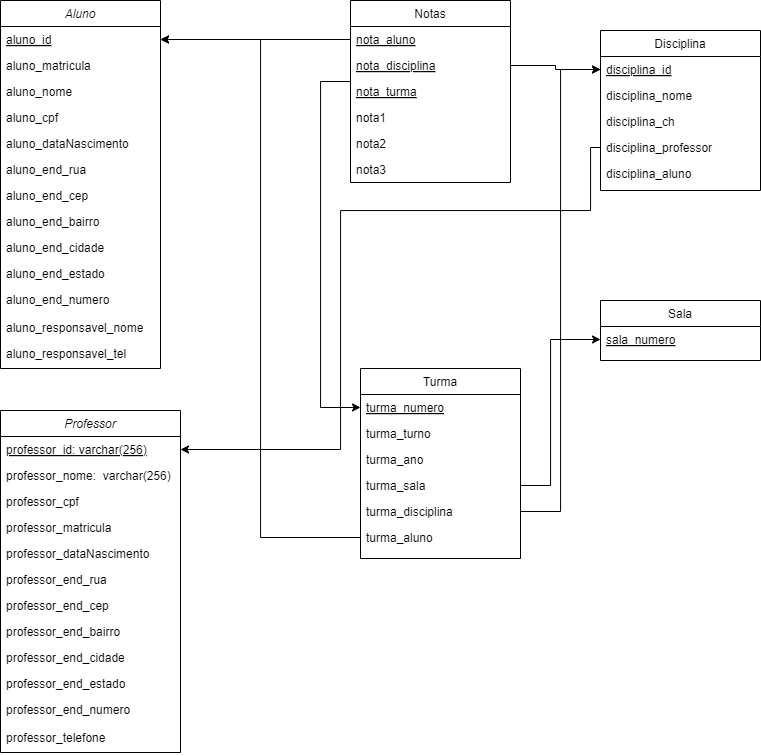 Aluno
aluno_id
aluno_matricula
aluno_nome
aluno_cpf
aluno_dataNascimento
aluno_end_rua
aluno_end_cep
aluno_end_bairro
aluno_end_cidade
aluno_end_estado
aluno_end_numero
aluno_responsavel_nome
aluno_responsavel_tel
Notas
nota_aluno
nota_disciplina
nota_turma
nota1
nota2
nota3
Disciplina
disciplina_id
disciplina_nome
disciplina_ch
disciplina_professor
disciplina_aluno
Sala
sala_numero
Turma
turma_numero
turma_turno
turma_ano
turma_sala
turma_disciplina
turma_aluno
Professor
professor_id: varchar(256)
professor_nome: varchar(256)
professor_cpf
professor_matricula
professor_dataNascimento
professor_end_rua
professor_end_cep
professor_end_bairro
professor_end_cidade
professor_end_estado
professor_end_numero
professor_telefone